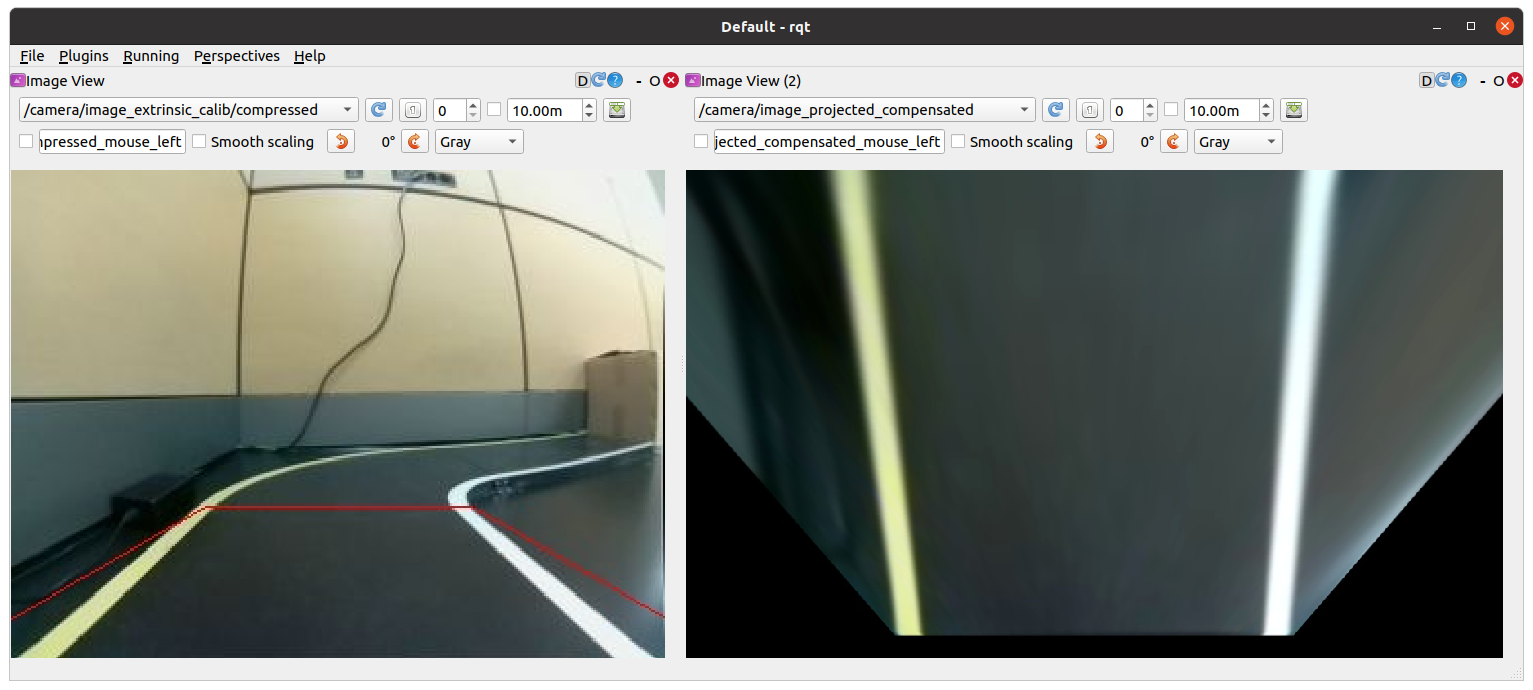 Default - rqt
File Plugins Running Perspectives Help
Image View
D
?
- O
Image View (2)
D
?
- O
/camera/image_extrinsic_calib/compressed
0
10.00m
/camera/image_projected_compensated
0
10.00m
mpressed_mouse_left
Smooth scaling
0°
Gray
jected_compensated_mouse_left
Smooth scaling
0°
Gray